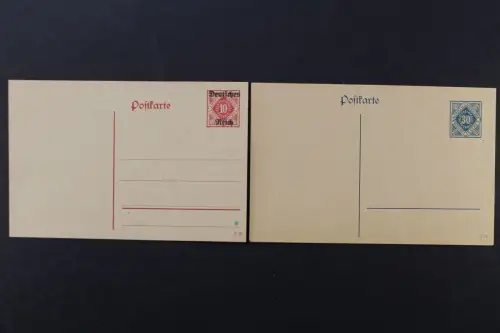 Postkarte
Deutsches
10
Reich
Postkarte
30